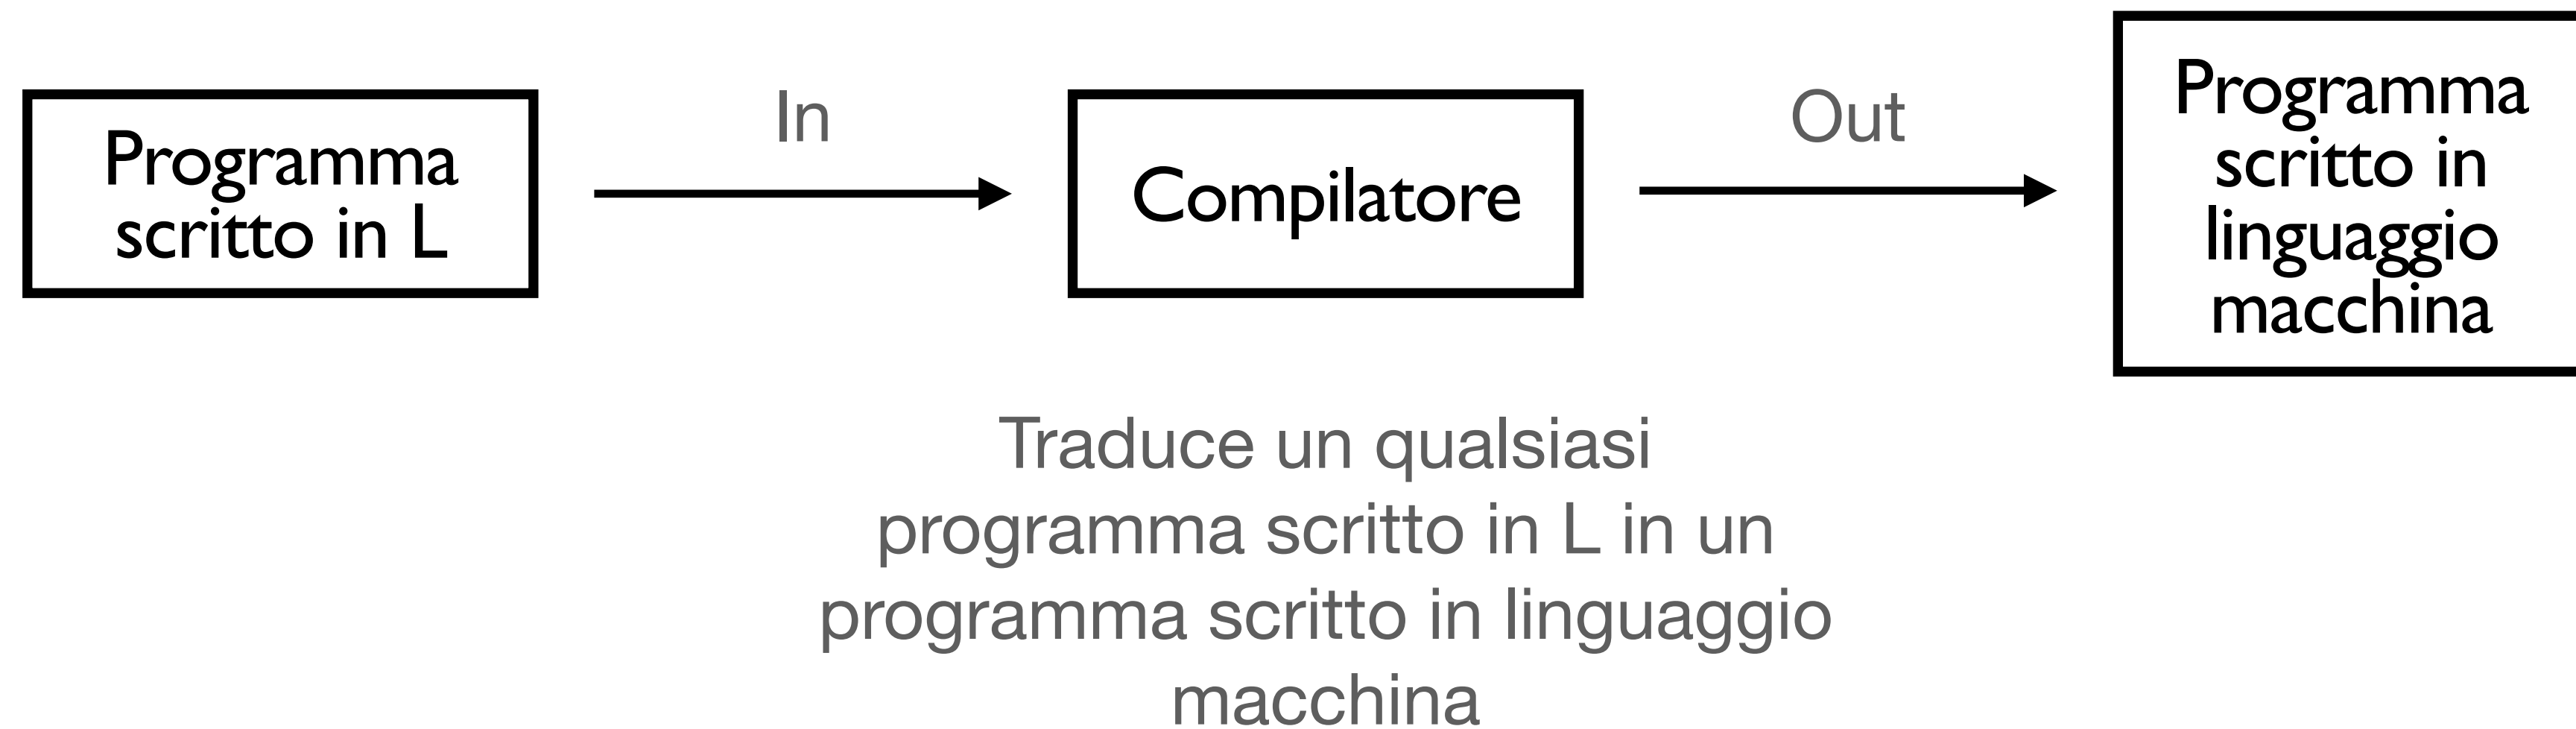 Programma
scritto in L
In
Compilatore
Out
Programma
scritto in
linguaggio
macchina
Traduce un qualsiasi
programma scritto in L in un
programma scritto in linguaggio
macchina